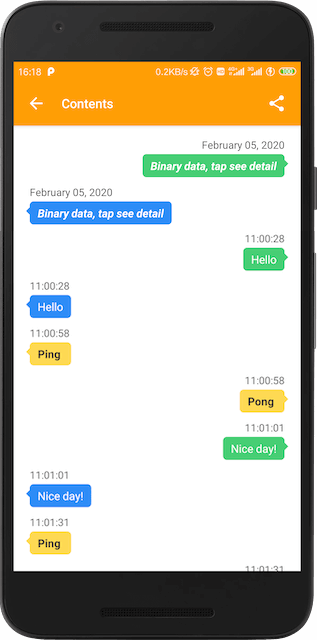 16:18 P 0.2KB/s 4G+ 3G 100
Contents
February 05, 2020
Binary data, tap see detail
February 05, 2020
Binary data, tap see detail
11:00:28
Hello
11:00:28
Hello
11:00:58
Ping
11:00:58
Pong
11:01:01
Nice day!
11:01:01
Nice day!
11:01:31
Ping
11:01:31